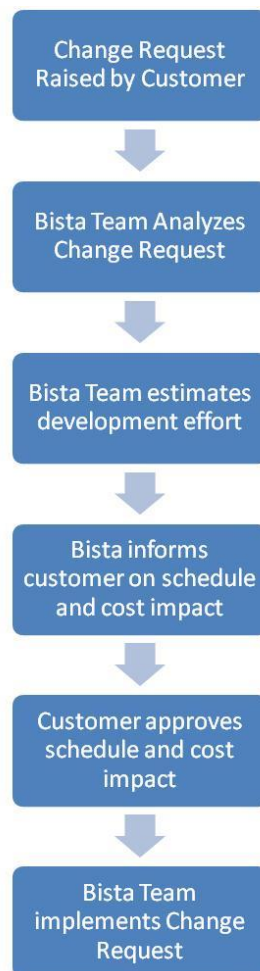 Change Request
Raised by Customer
Bista Team Analyzes
Change Request
Bista Team estimates
development effort
Bista informs
customer on schedule
and cost impact
Customer approves
schedule and cost
impact
Bista Team
implements Change
Request